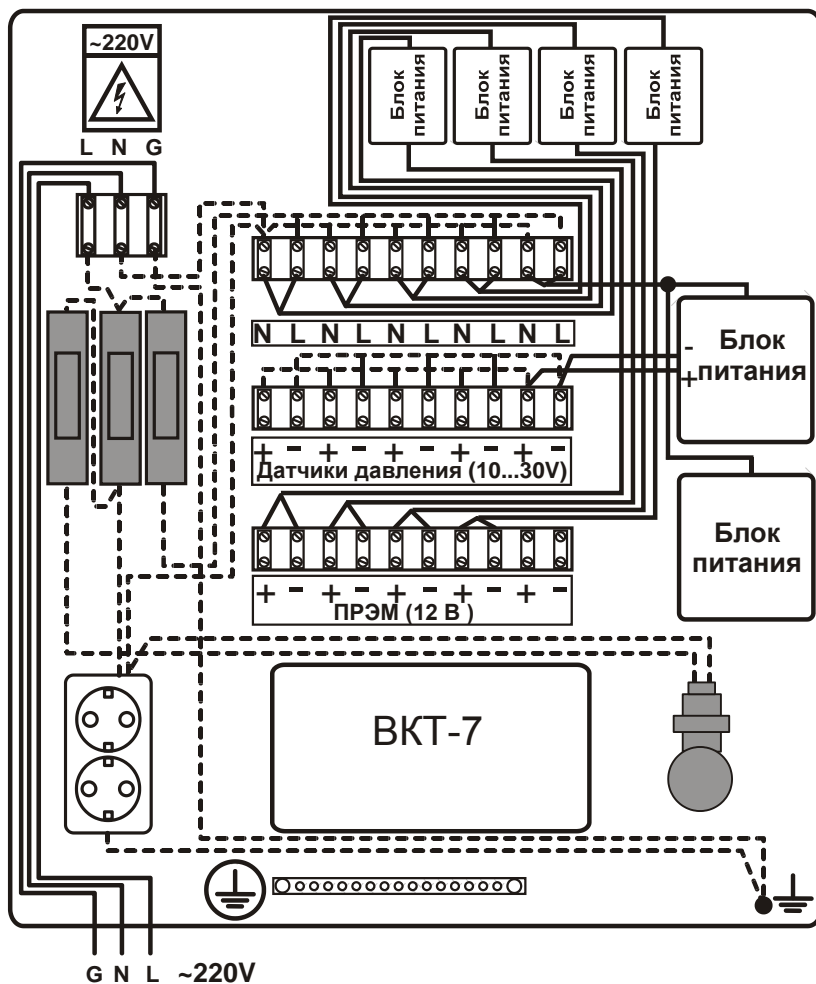 ~220V
L N G
Блок
питания
Блок
питания
Блок
питания
Блок
питания
N L N L N L N L N L
-
+
Блок
питания
+ - + - + - + - + -
Датчики давления (10...30V)
Блок
питания
+ - + - + - + - + -
ПРЭМ (12 В )
ВКТ-7
G N L ~220V